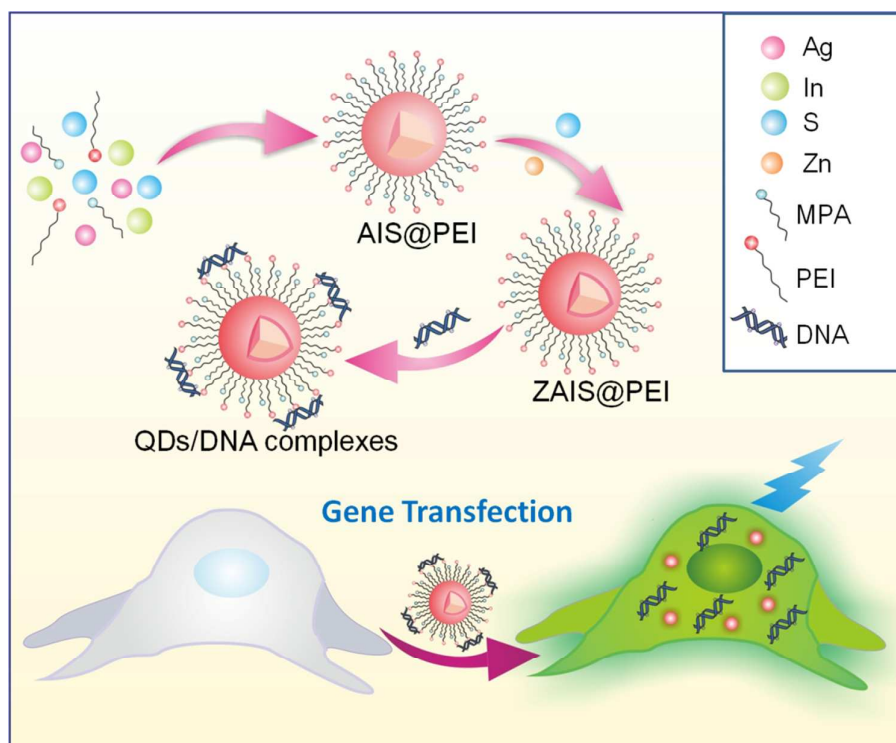 Ag
In
S
Zn
MPA
PEI
DNA
AIS@PEI
ZAIS@PEI
QDs/DNA complexes
Gene Transfection